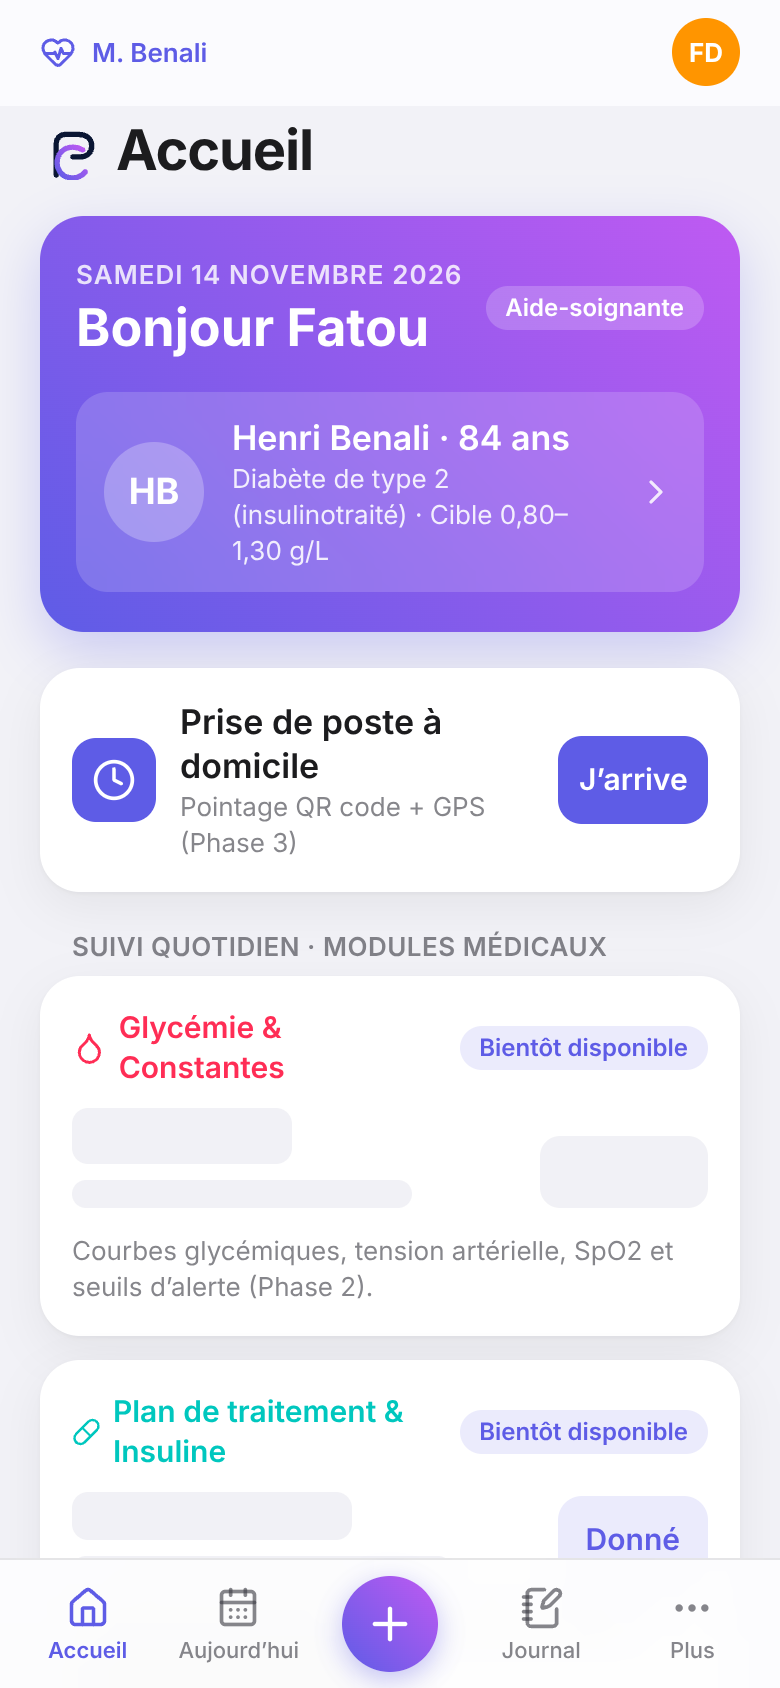 M. Benali
FD
Accueil
SAMEDI 14 NOVEMBRE 2026
Bonjour Fatou
Aide-soignante
HB
Henri Benali · 84 ans
Diabète de type 2
(insulinotraité) · Cible 0,80–
1,30 g/L
Prise de poste à
domicile
Pointage QR code + GPS
(Phase 3)
J’arrive
SUIVI QUOTIDIEN · MODULES MÉDICAUX
Glycémie &
Constantes
Bientôt disponible
Courbes glycémiques, tension artérielle, SpO2 et
seuils d’alerte (Phase 2).
Plan de traitement &
Insuline
Bientôt disponible
Donné
Accueil
Aujourd’hui
Journal
Plus